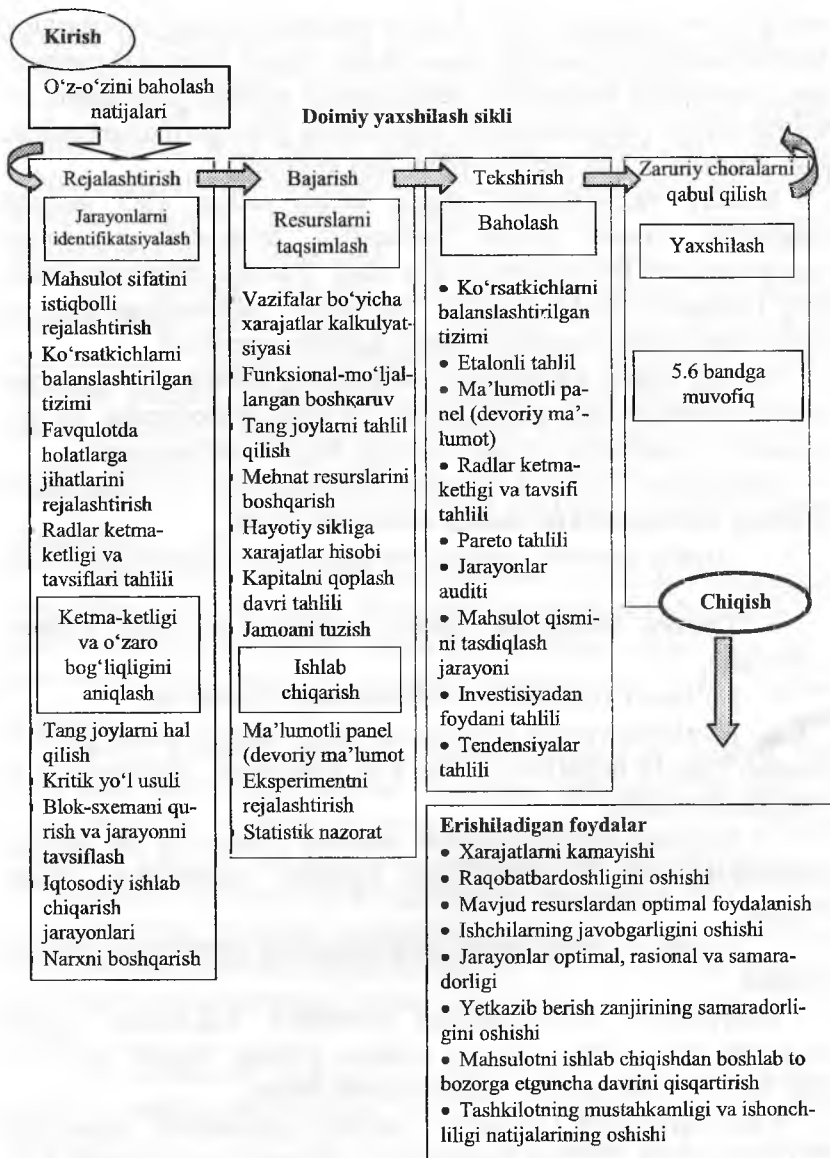 Kirish
O‘z-o‘zini baholash
natijalari
Doimiy yaxshilash sikli
Rejalashtirish
Jarayonlarni
identifikatsiyalash
Mahsulot sifatini
istiqbolli
rejalashtirish
Ko‘rsatkichlarni
balanslashtirilgan
tizimi
Favqulotda
holatlarga
jihatlarini
rejalashtirish
• Radlar ketma-
ketligi va
tavsiflari tahlili
Ketma-ketligi
va o‘zaro
bog‘liqligini
aniqlash
Tang joylarni hal
qilish
Kritik yo‘l usuli
Blok-sxemani qu-
rish va jarayonni
tavsiflash
Iqtosodiy ishlab
chiqarish
jarayonlari
Narxni boshqarish
Bajarish
Resurslarni
taqsimlash
Vazifalar bo‘yicha
xarajatlar kalkulyat-
siyasi
Funksional-mo‘ljal-
langan boshкaruv
Tang joylarni tahlil
qilish
Mehnat resurslarini
boshqarish
Hayotiy sikliga
xarajatlar hisobi
Kapitalni qoplash
davri tahlili
Jamoani tuzish
Ishlab
chiqarish
Ma’lumotli panel
(devoriy ma’lumot
Eksperimentni
rejalashtirish
Statistik nazorat
Tekshirish
Baholash
• Ko‘rsatkichlarni
balanslashtirilgan
tizimi
• Etalonli tahlil
• Ma’lumotli pa-
nel (devoriy ma’-
lumot)
• Radlar ketma-
ketligi va tavsifi
tahlili
• Pareto tahlili
• Jarayonlar
auditi
• Mahsulot qismi-
ni tasdiqlash
jarayoni
• Investisiyadan
foydani tahlili
• Tendensiyalar
tahlili
Zaruriy choralarni
qabul qilish
Yaxshilash
5.6 bandga
muvofiq
Chiqish
Erishiladigan foydalar
• Xarajatlarni kamayishi
• Raqobatbardoshligini oshishi
• Mavjud resurslardan optimal foydalanish
• Ishchilarning javobgarligini oshishi
• Jarayonlar optimal, rasional va samara-
dorligi
• Yetkazib berish zanjirining samaradorli-
gini oshishi
• Mahsulotni ishlab chiqishdan boshlab to
bozorga etguncha davrini qisqartirish
• Tashkilotning mustahkamligi va ishonch-
liligi natijalarining oshishi